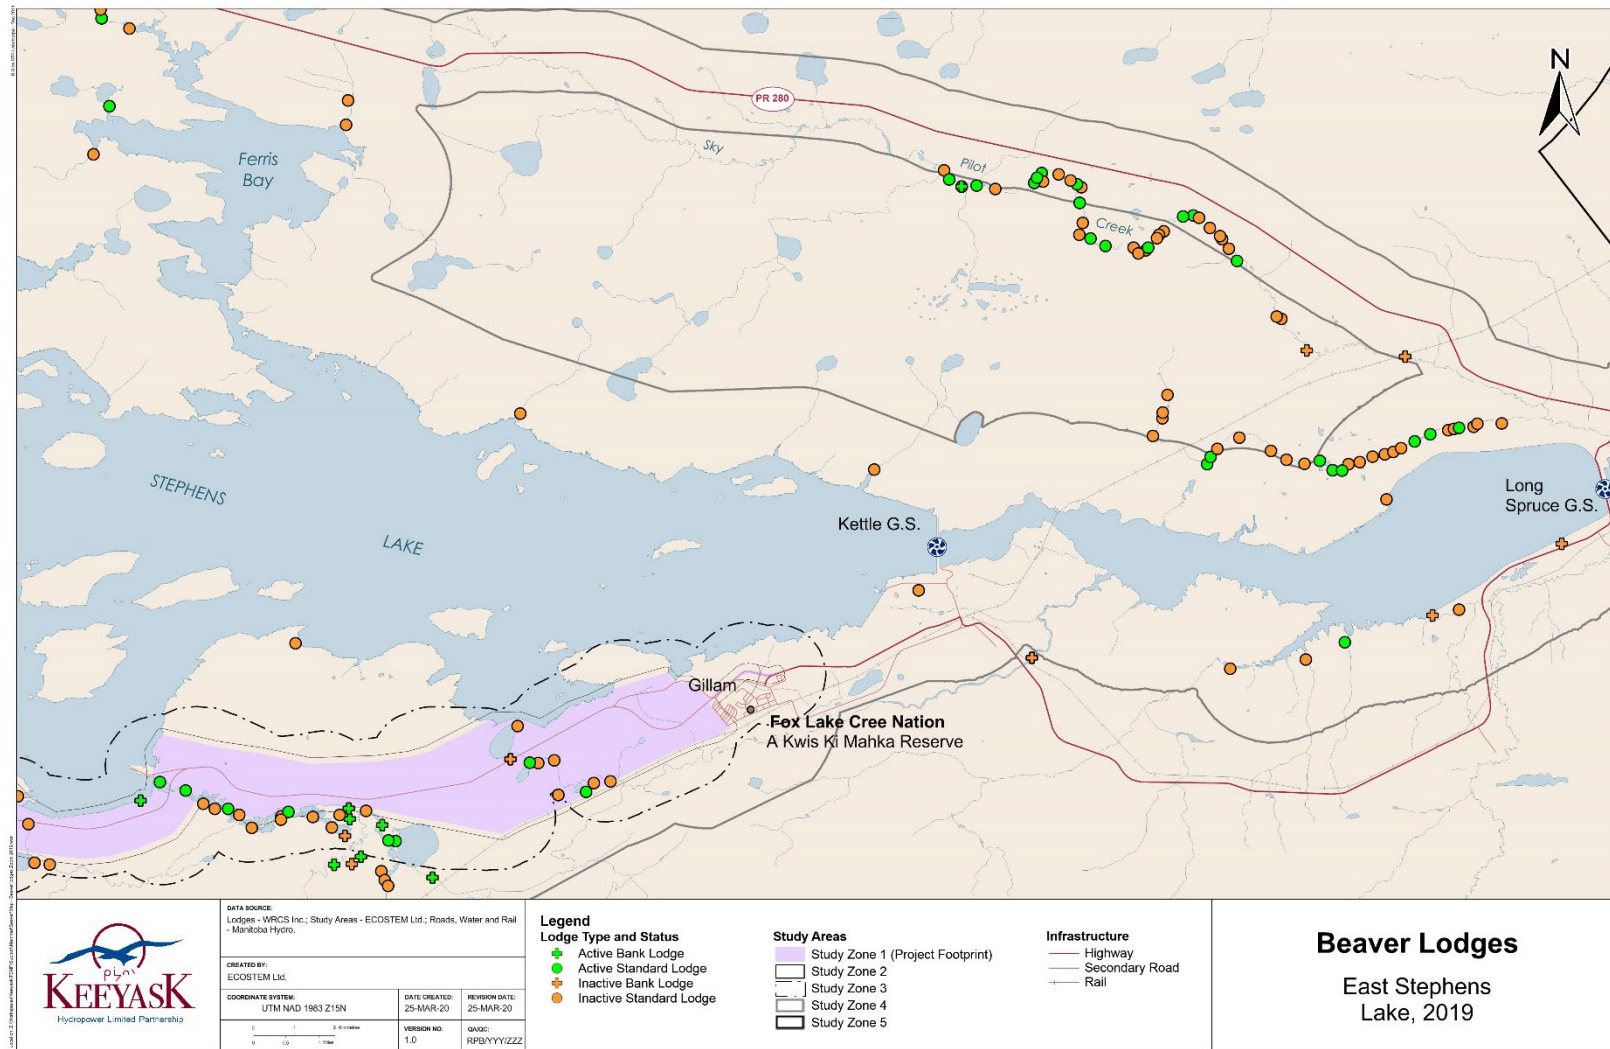 PR 280
N
Sky
Pilot
Creek
Ferris
Bay
STEPHENS
LAKE
Kettle G.S.
Long
Spruce G.S.
Gillam
Fox Lake Cree Nation
A Kwis Ki Mahka Reserve
KEEYASK
Hydropower Limited Partnership
DATA SOURCE:
Lodges - WRCS Inc.; Study Areas - ECOSTEM Ltd.; Roads, Water and Rail
- Manitoba Hydro.
CREATED BY:
ECOSTEM Ltd.
COORDINATE SYSTEM:
UTM NAD 1983 Z15N
DATE CREATED:
25-MAR-20
REVISION DATE:
25-MAR-20
VERSION NO:
1.0
QA/QC:
RPB/YYY/ZZZ
Legend
Lodge Type and Status
Active Bank Lodge
Active Standard Lodge
Inactive Bank Lodge
Inactive Standard Lodge
Study Areas
Study Zone 1 (Project Footprint)
Study Zone 2
Study Zone 3
Study Zone 4
Study Zone 5
Infrastructure
Highway
Secondary Road
Rail
Beaver Lodges
East Stephens
Lake, 2019